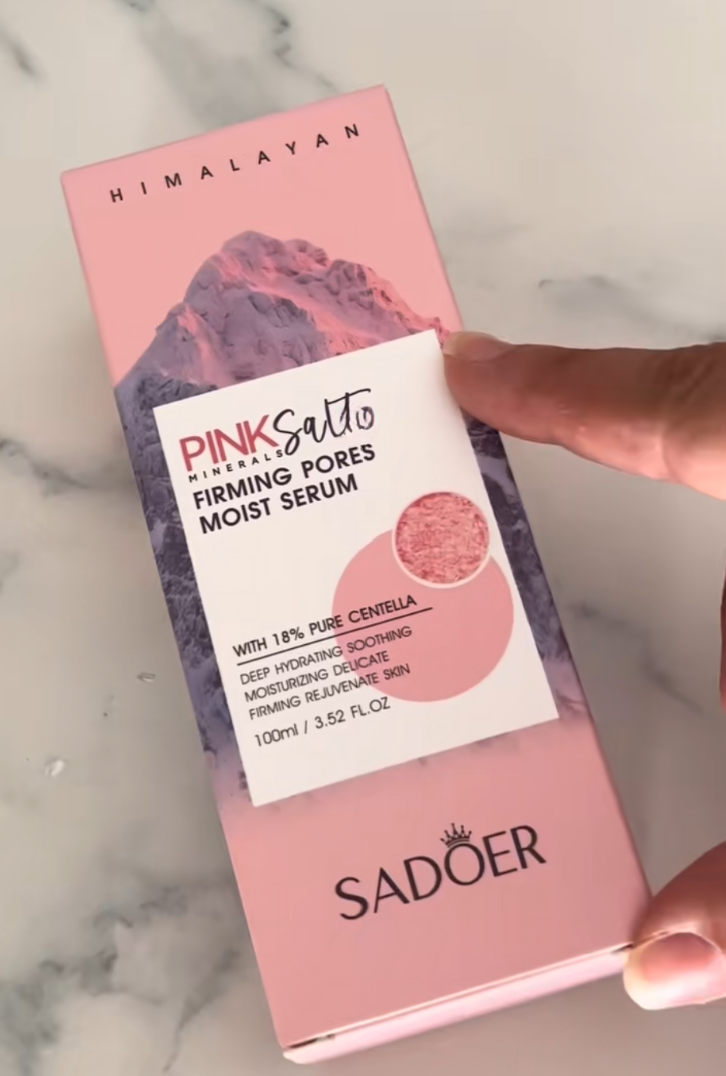 HIMALAYAN
PINK Salto
MINERALS
FIRMING PORES
MOIST SERUM
WITH 18% PURE CENTELLA
DEEP HYDRATING SOOTHING
MOISTURIZING DELICATE
FIRMING REJUVENATE SKIN
100ml / 3.52 FL.OZ
SADOER